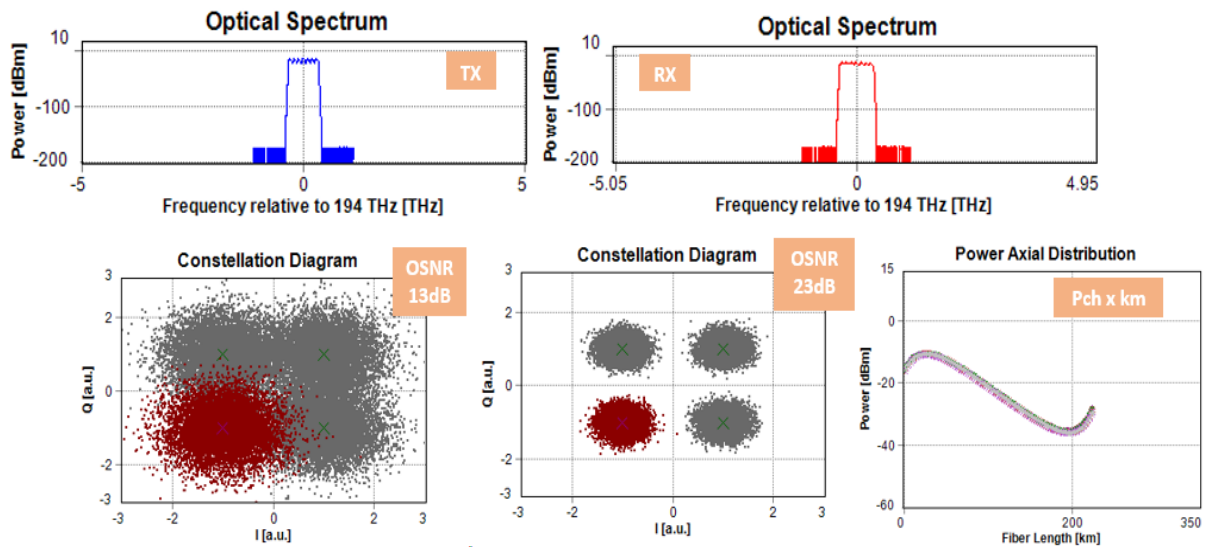 Optical Spectrum
Power [dBm]
10
-100
-200
TX
-5
0
5
Frequency relative to 194 THz [THz]
Optical Spectrum
Power [dBm]
10
-100
-200
RX
-5.05
0
4.95
Frequency relative to 194 THz [THz]
Constellation Diagram
OSNR
13dB
Q [a.u.]
3
2
0
-2
-3
-3
-2
0
2
3
I [a.u.]
Constellation Diagram
OSNR
23dB
Q [a.u.]
3
2
0
-2
-3
-3
-2
0
2
3
I [a.u.]
Power Axial Distribution
Pch x km
Power [dBm]
15
0
-20
-40
-60
0
200
350
Fiber Length [km]